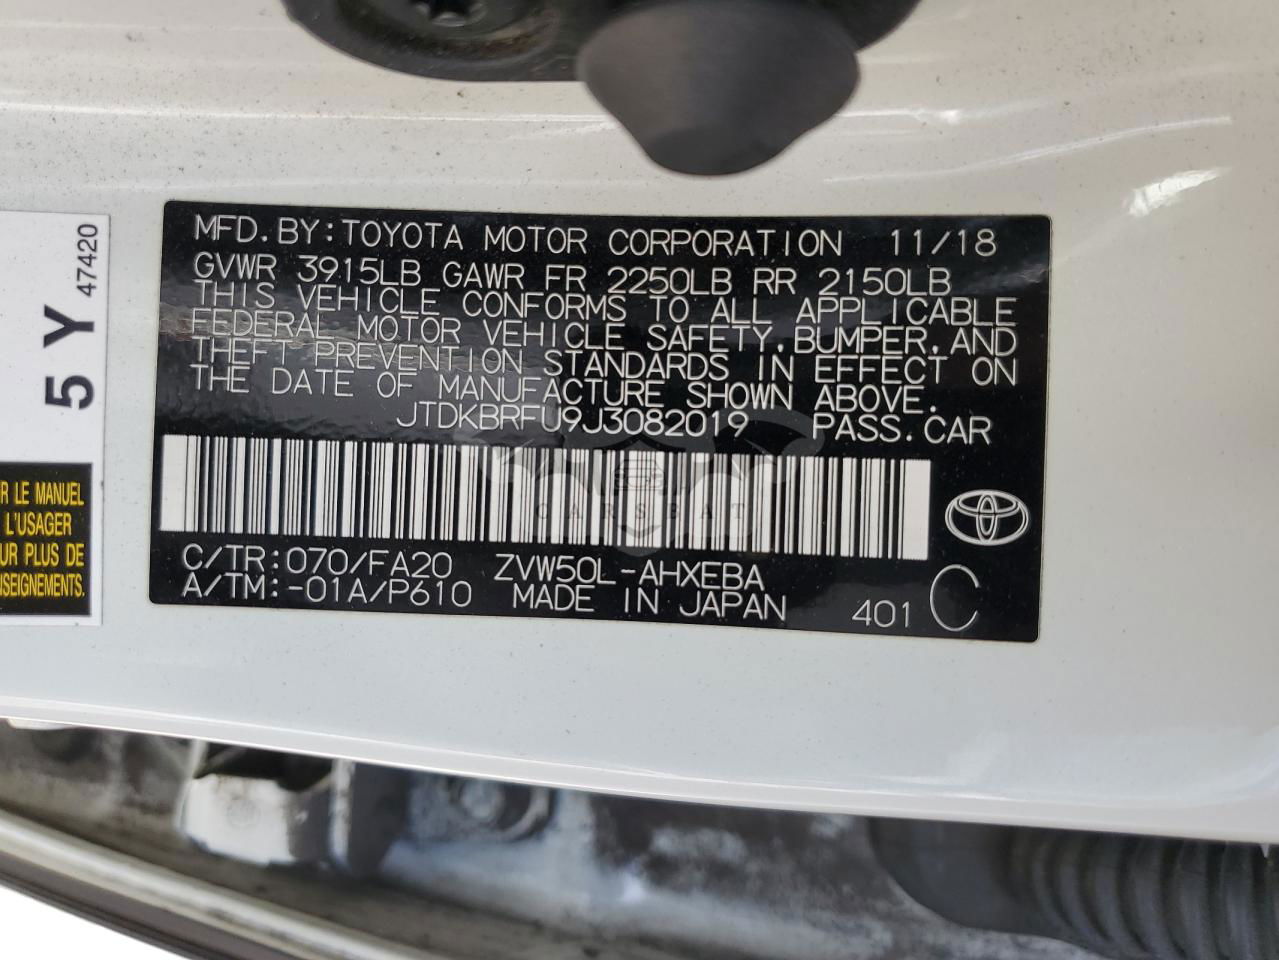 MFD.BY:TOYOTA MOTOR CORPORATION 11/18
GVWR 3915LB GAWR FR 2250LB RR 2150LB
THIS VEHICLE CONFORMS TO ALL APPLICABLE
FEDERAL MOTOR VEHICLE SAFETY,BUMPER,AND
THEFT PREVENTION STANDARDS IN EFFECT ON
THE DATE OF MANUFACTURE SHOWN ABOVE.
JTDKBRFU9J3082019 PASS.CAR
CARSEAT
C/TR:070/FA20 ZVW50L-AHXEBA
A/TM:-01A/P610 MADE IN JAPAN 401 C
5 Y 47420
R LE MANUEL
L'USAGER
UR PLUS DE
NSEIGNEMENTS.